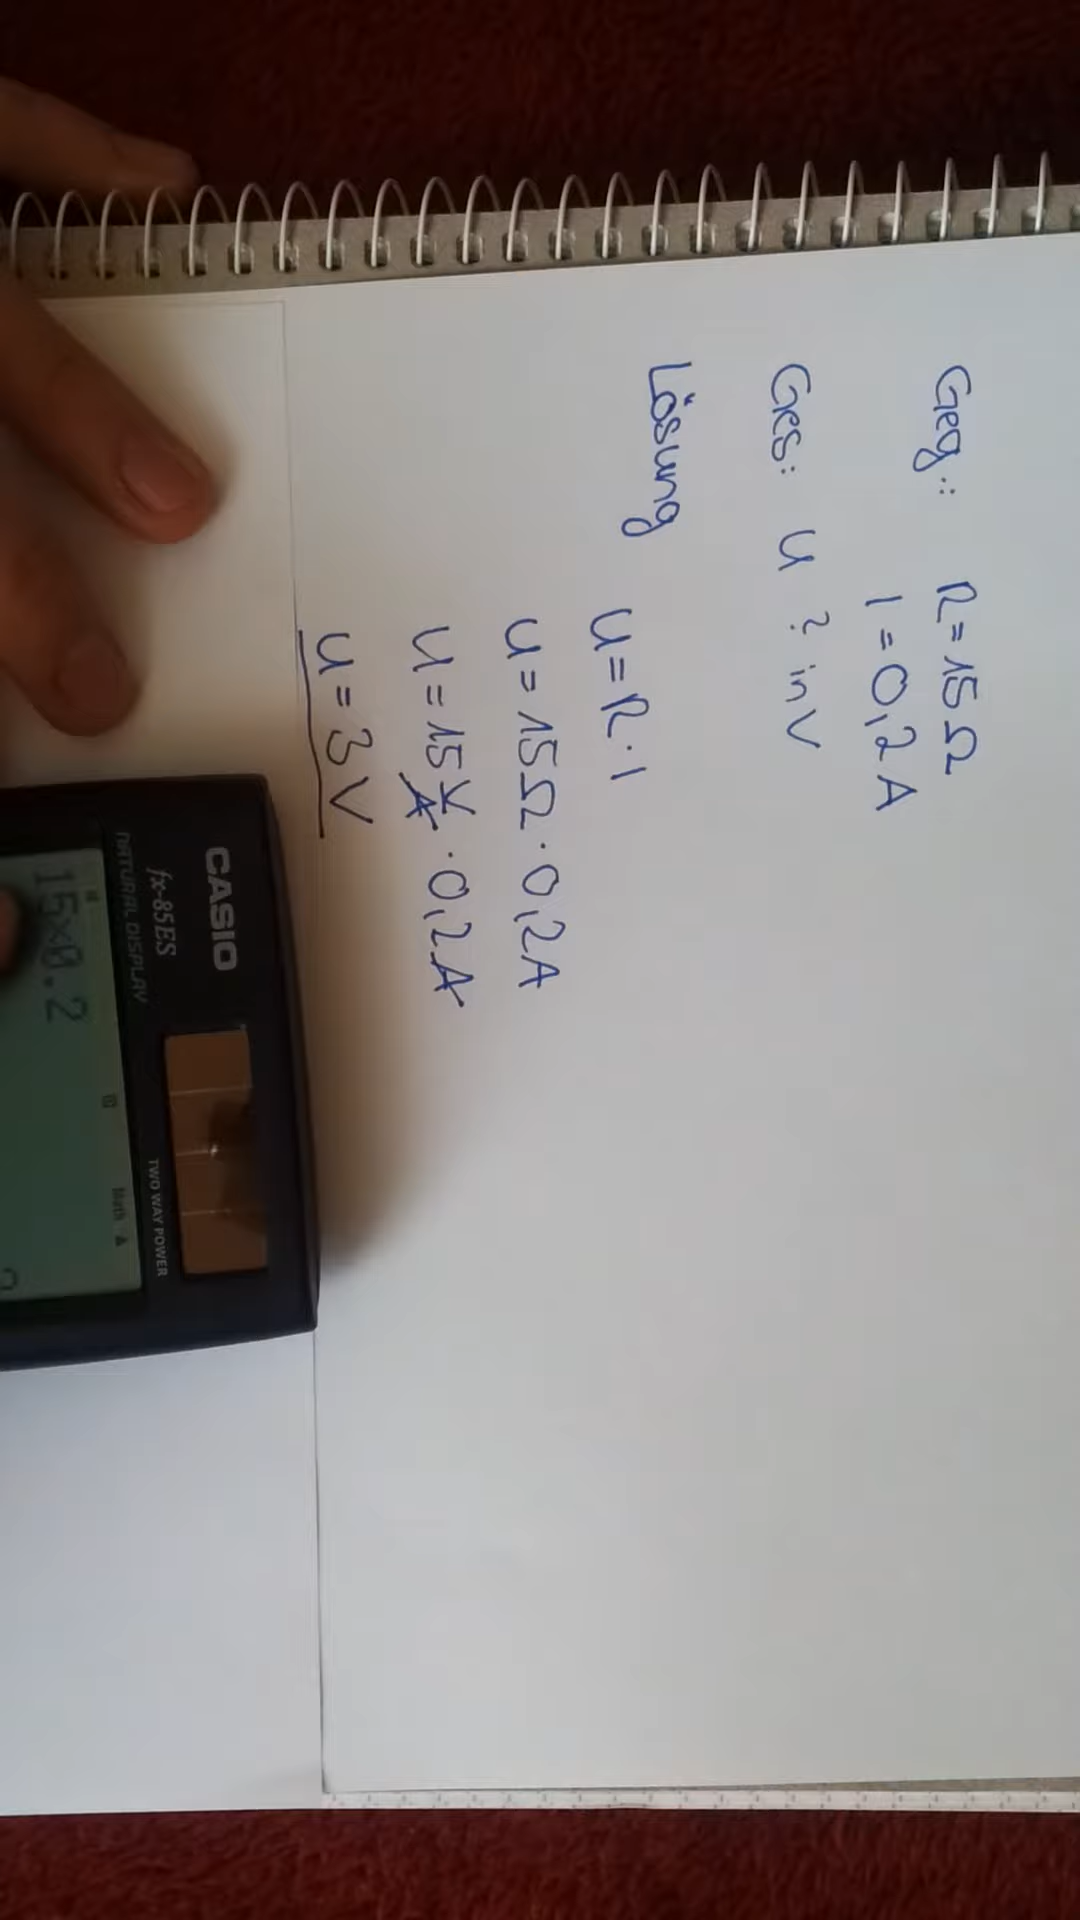 Geg.: R = 15 Ω
I = 0,2 A
Ges: U ? in V
Lösung
U = R · I
U = 15 Ω · 0,2 A
U = 15 V/A · 0,2 A
U = 3 V
CASIO
fx-85ES
NATURAL DISPLAY
TWO WAY POWER
Math ▲
15×0.2